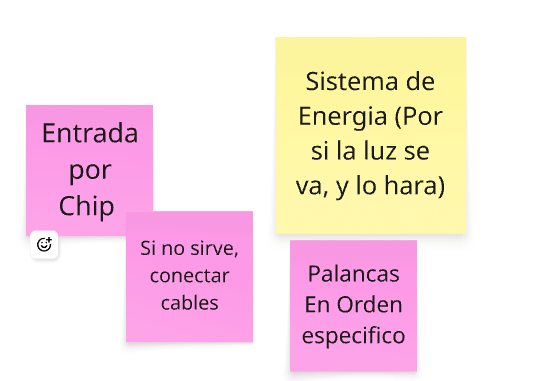 Entrada
por
Chip
Si no sirve,
conectar
cables
Sistema de
Energia (Por
si la luz se
va, y lo hara)
Palancas
En Orden
especifico